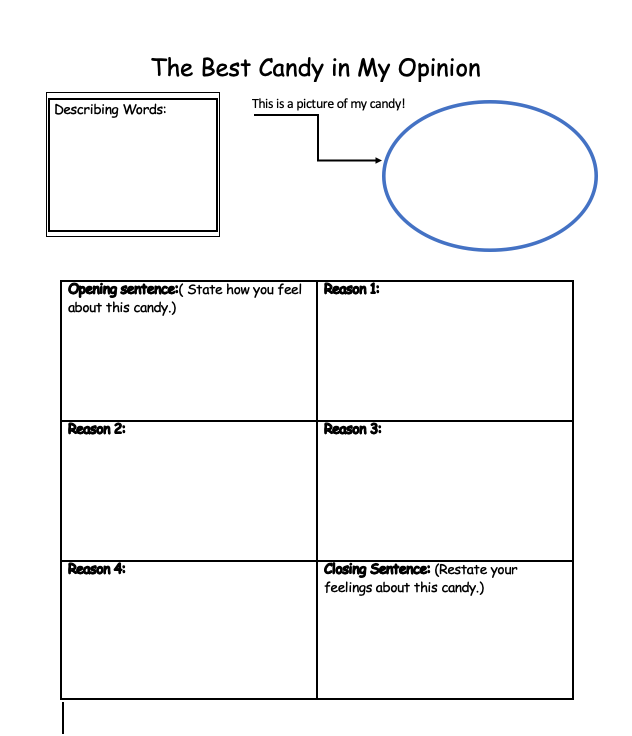 The Best Candy in My Opinion
Describing Words:
This is a picture of my candy!
Opening sentence:( State how you feel
about this candy.)
Reason 1:
Reason 2:
Reason 3:
Reason 4:
Closing Sentence: (Restate your
feelings about this candy.)